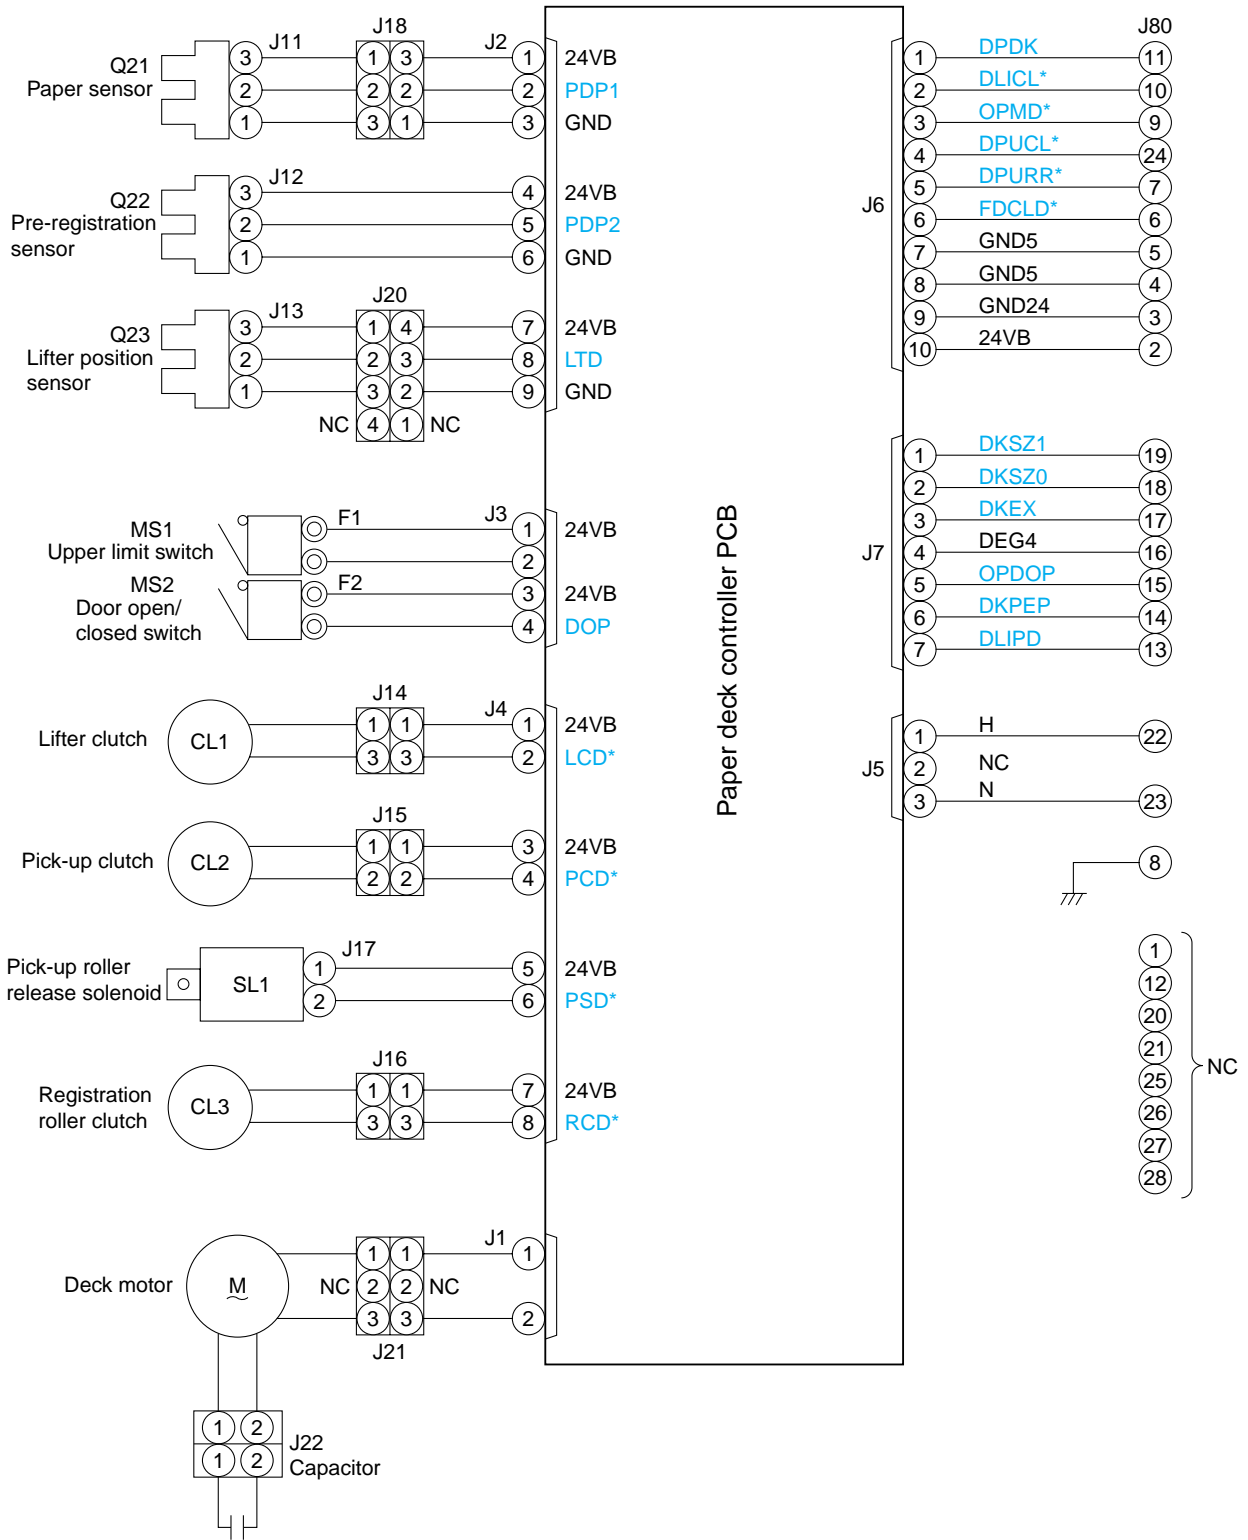 J18 J80
Q21 3 J11 1 3 J2 1 24VB 1 DPDK 11
Paper sensor 2 2 2 2 PDP1 2 DLICL* 10
1 3 1 3 GND 3 OPMD* 9
4 DPUCL* 24
J12
Q22 3 4 24VB 5 DPURR* 7
Pre-registration 2 5 PDP2 J6 6 FDCLD* 6
sensor 1 6 GND 7 GND5 5
J20 8 GND5 4
Q23 3 J13 1 4 7 24VB 9 GND24 3
Lifter position 2 2 3 8 LTD 10 24VB 2
sensor 1 3 2 9 GND
NC 4 1 NC
1 DKSZ1 19
2 DKSZ0 18
MS1 F1 J3 1 24VB 3 DKEX 17
Upper limit switch 2 J7 4 DEG4 16
MS2 F2 3 24VB 5 OPDOP 15
Door open/ 6 DKPEP 14
closed switch 4 DOP 7 DLIPD 13
Paper deck controller PCB
J14
Lifter clutch CL1 1 1 J4 1 24VB 1 H 22
3 3 2 LCD* J5 2 NC
J15 3 N 23
Pick-up clutch CL2 1 1 3 24VB
2 2 4 PCD* 8
J17
Pick-up roller 1 5 24VB 1
release solenoid SL1 2 6 PSD* 12
20
J16 21
Registration CL3 1 1 7 24VB 25 NC
roller clutch 3 3 8 RCD* 26
27
28
J1
1 1 1
Deck motor M NC 2 2 NC
3 3 2
J21
1 2
J22
1 2
Capacitor